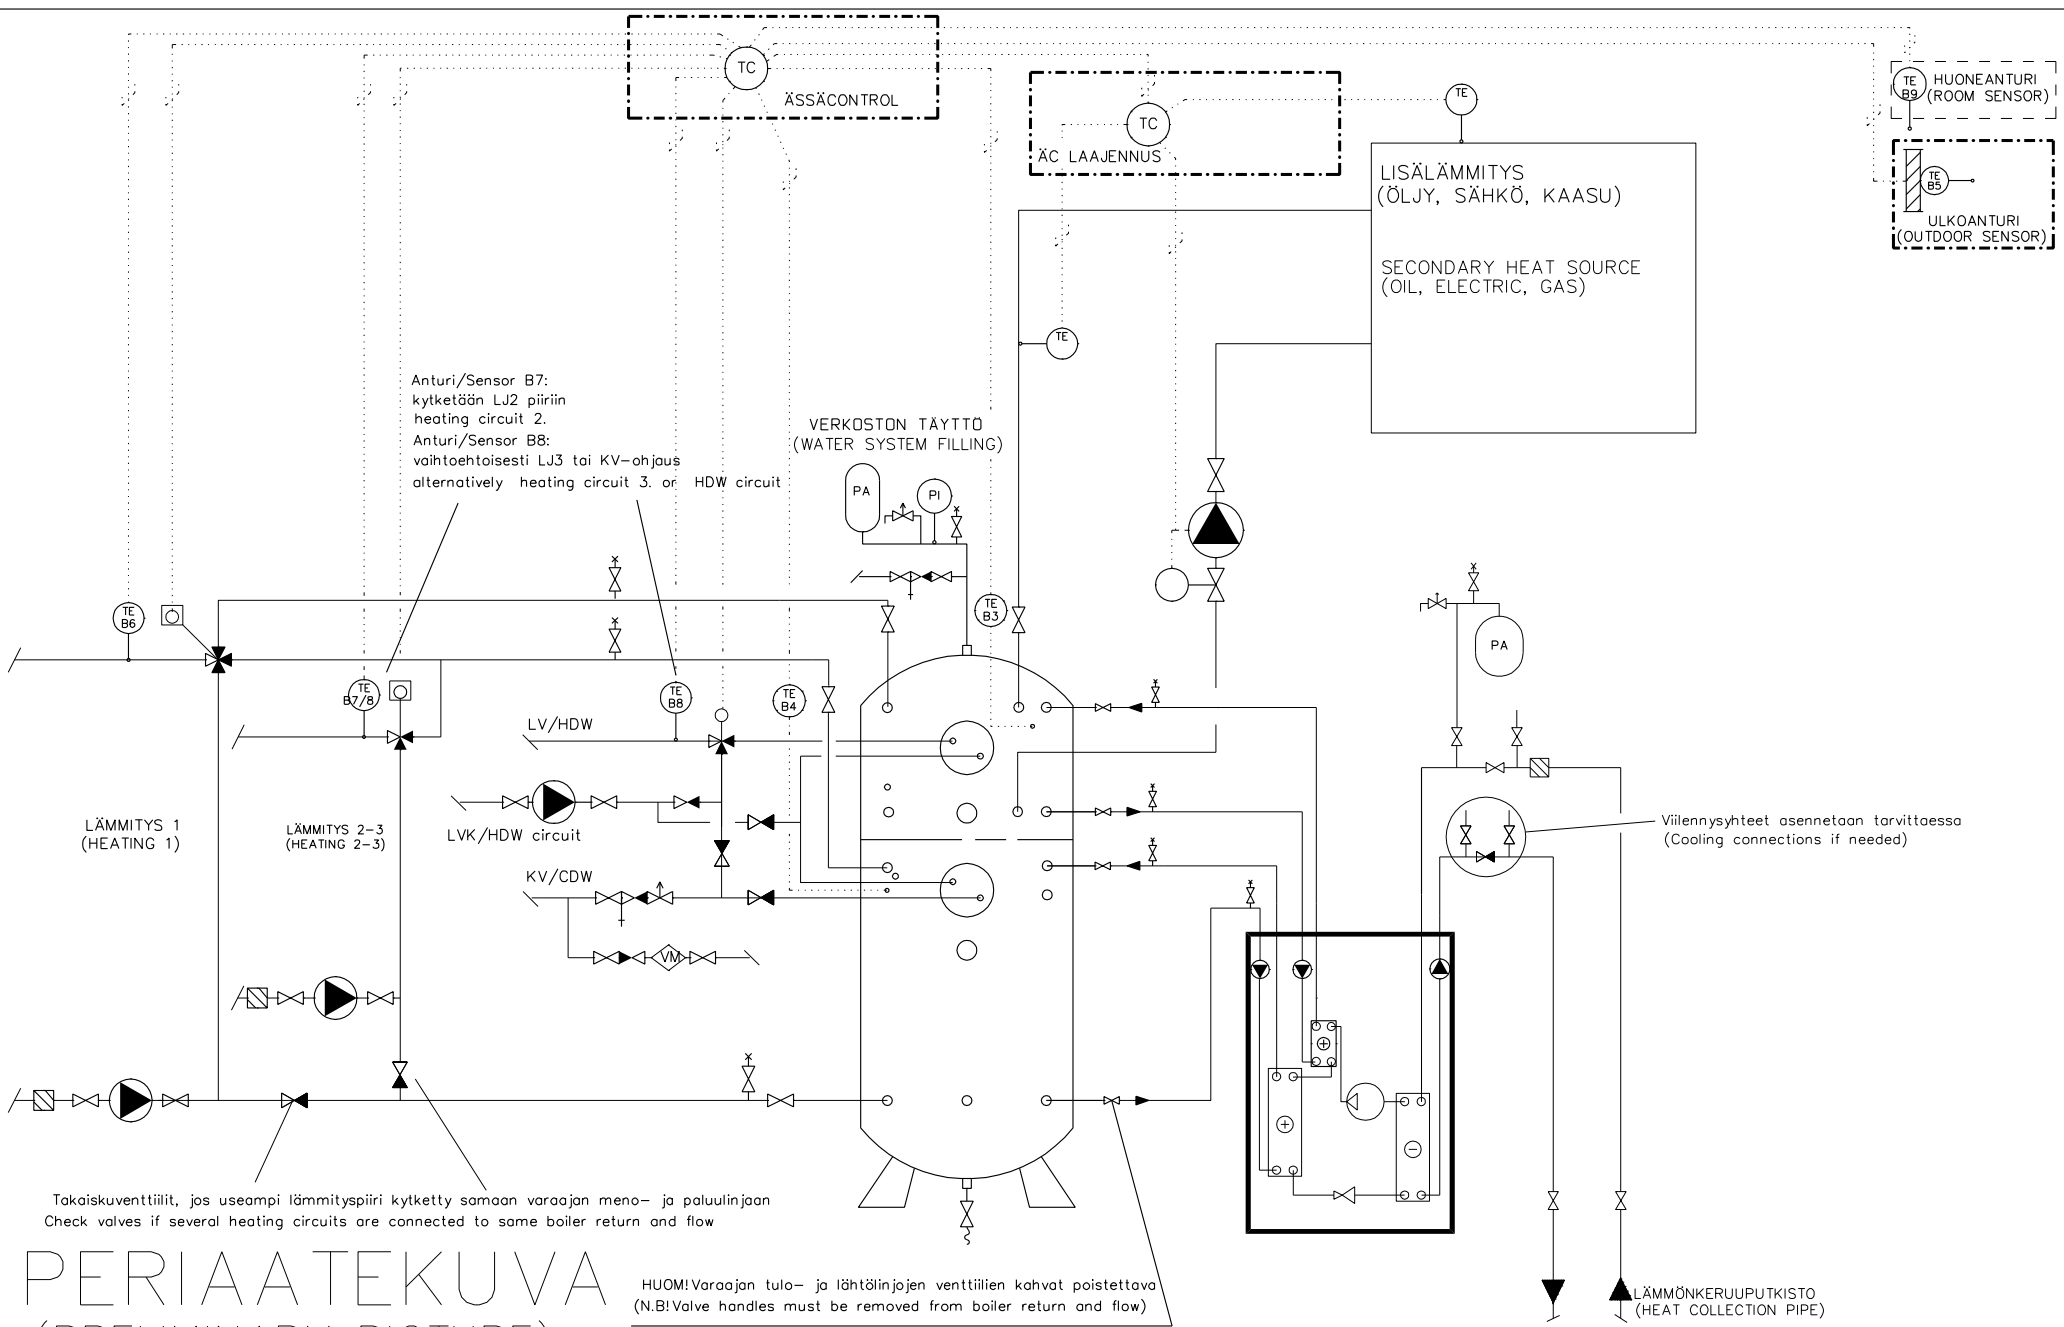 TC
ÄSSÄCONTROL
TC
ÄC LAAJENNUS
TE
TE
B9
HUONEANTURI
(ROOM SENSOR)
TE
B5
ULKOANTURI
(OUTDOOR SENSOR)
LISÄLÄMMITYS
(ÖLJY, SÄHKÖ, KAASU)
SECONDARY HEAT SOURCE
(OIL, ELECTRIC, GAS)
TE
Anturi/Sensor B7:
kytketään LJ2 piiriin
heating circuit 2.
Anturi/Sensor B8:
vaihtoehtoisesti LJ3 tai KV-ohjaus
alternatively heating circuit 3. or HDW circuit
VERKOSTON TÄYTTÖ
(WATER SYSTEM FILLING)
PA
PI
TE
B6
TE
B3
PA
TE
B7/8
TE
B8
TE
B4
LV/HDW
LVK/HDW circuit
KV/CDW
VM
LÄMMITYS 1
(HEATING 1)
LÄMMITYS 2-3
(HEATING 2-3)
Viilennysyhteet asennetaan tarvittaessa
(Cooling connections if needed)
Takaiskuventtiilit, jos useampi lämmityspiiri kytketty samaan varaajan meno- ja paluulinjaan
Check valves if several heating circuits are connected to same boiler return and flow
PERIAATEKUVA
HUOM! Varaajan tulo- ja lähtölinjojen venttiilien kahvat poistettava
(N.B! Valve handles must be removed from boiler return and flow)
LÄMMÖNKERUUPUTKISTO
(HEAT COLLECTION PIPE)